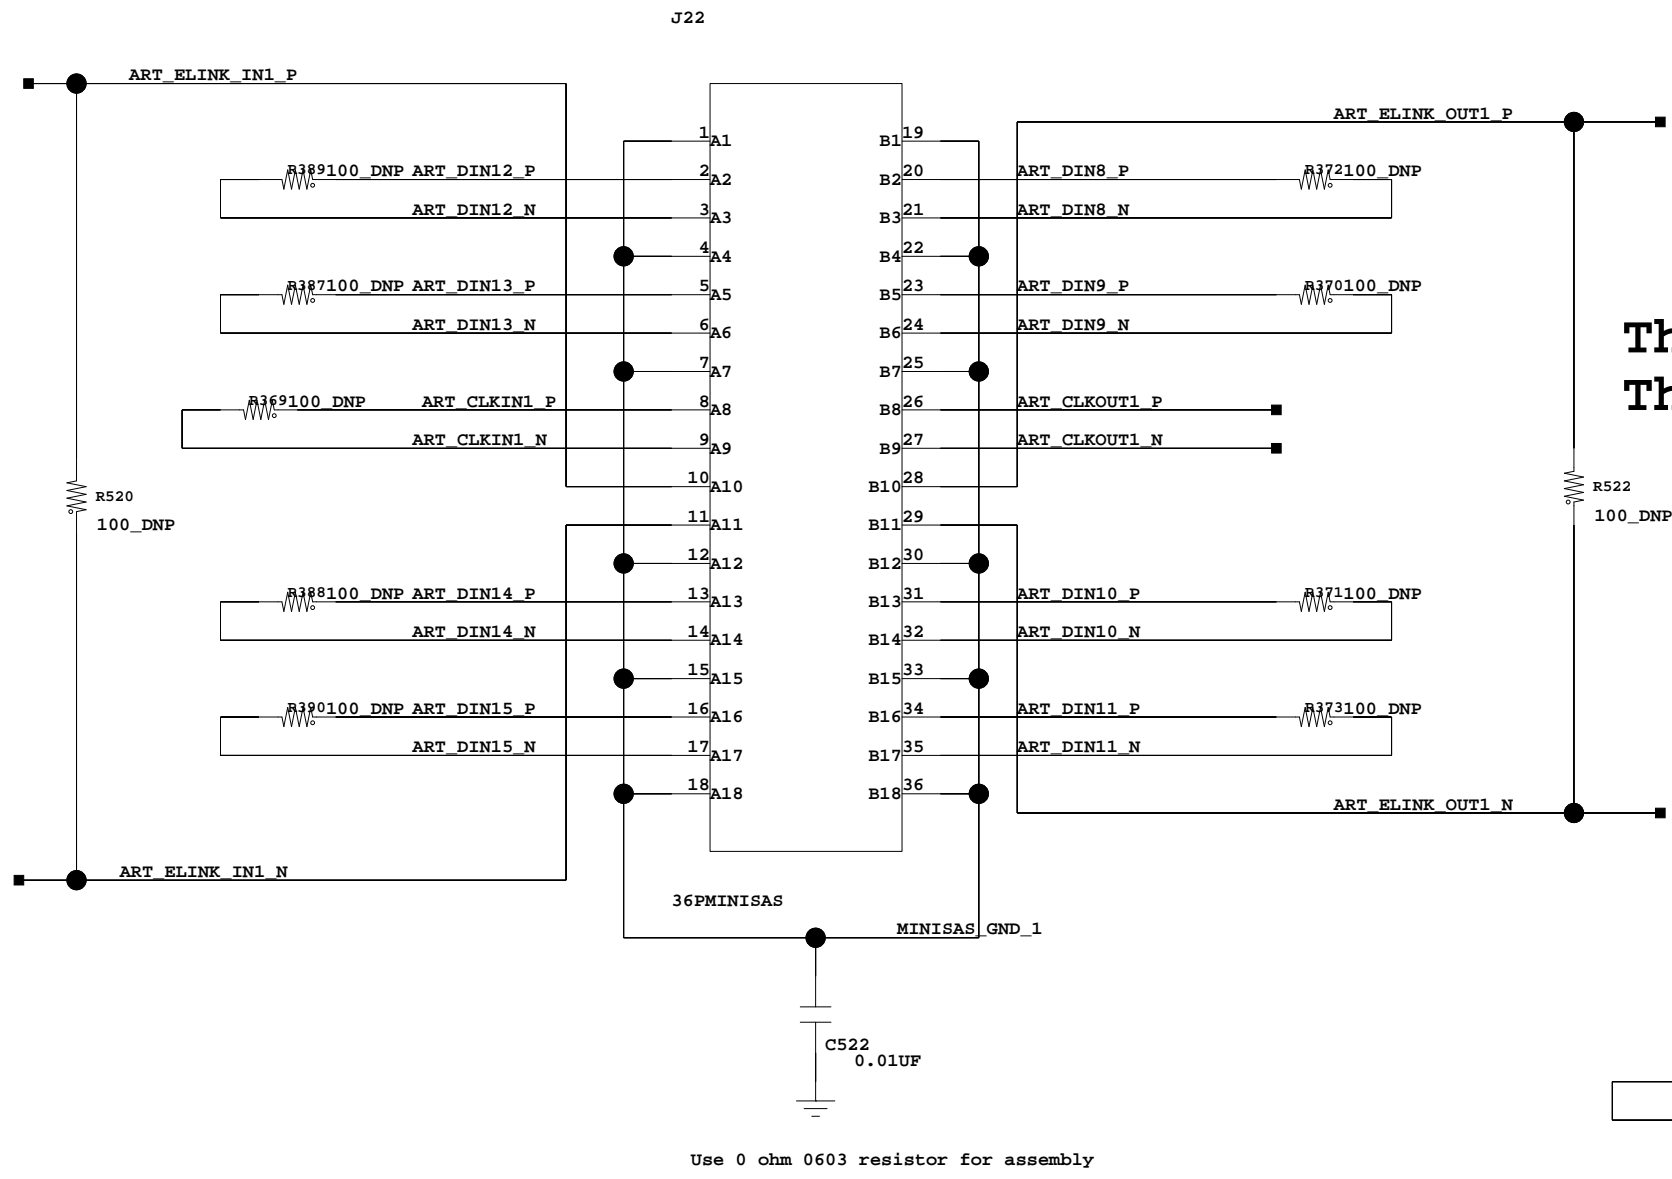 J22
ART_ELINK_IN1_P
ART_ELINK_OUT1_P
1 A1 B1 19
R389 100_DNP ART_DIN12_P 2 A2 B2 20 ART_DIN8_P R372 100_DNP
ART_DIN12_N 3 A3 B3 21 ART_DIN8_N
4 A4 B4 22
R387 100_DNP ART_DIN13_P 5 A5 B5 23 ART_DIN9_P R370 100_DNP
ART_DIN13_N 6 A6 B6 24 ART_DIN9_N
7 A7 B7 25
R369 100_DNP ART_CLKIN1_P 8 A8 B8 26 ART_CLKOUT1_P
ART_CLKIN1_N 9 A9 B9 27 ART_CLKOUT1_N
10 A10 B10 28
R520
100_DNP
R522
100_DNP
11 A11 B11 29
12 A12 B12 30
R388 100_DNP ART_DIN14_P 13 A13 B13 31 ART_DIN10_P R371 100_DNP
ART_DIN14_N 14 A14 B14 32 ART_DIN10_N
15 A15 B15 33
R390 100_DNP ART_DIN15_P 16 A16 B16 34 ART_DIN11_P R373 100_DNP
ART_DIN15_N 17 A17 B17 35 ART_DIN11_N
18 A18 B18 36
ART_ELINK_OUT1_N
ART_ELINK_IN1_N
36PMINISAS
MINISAS_GND_1
C522
0.01UF
Use 0 ohm 0603 resistor for assembly